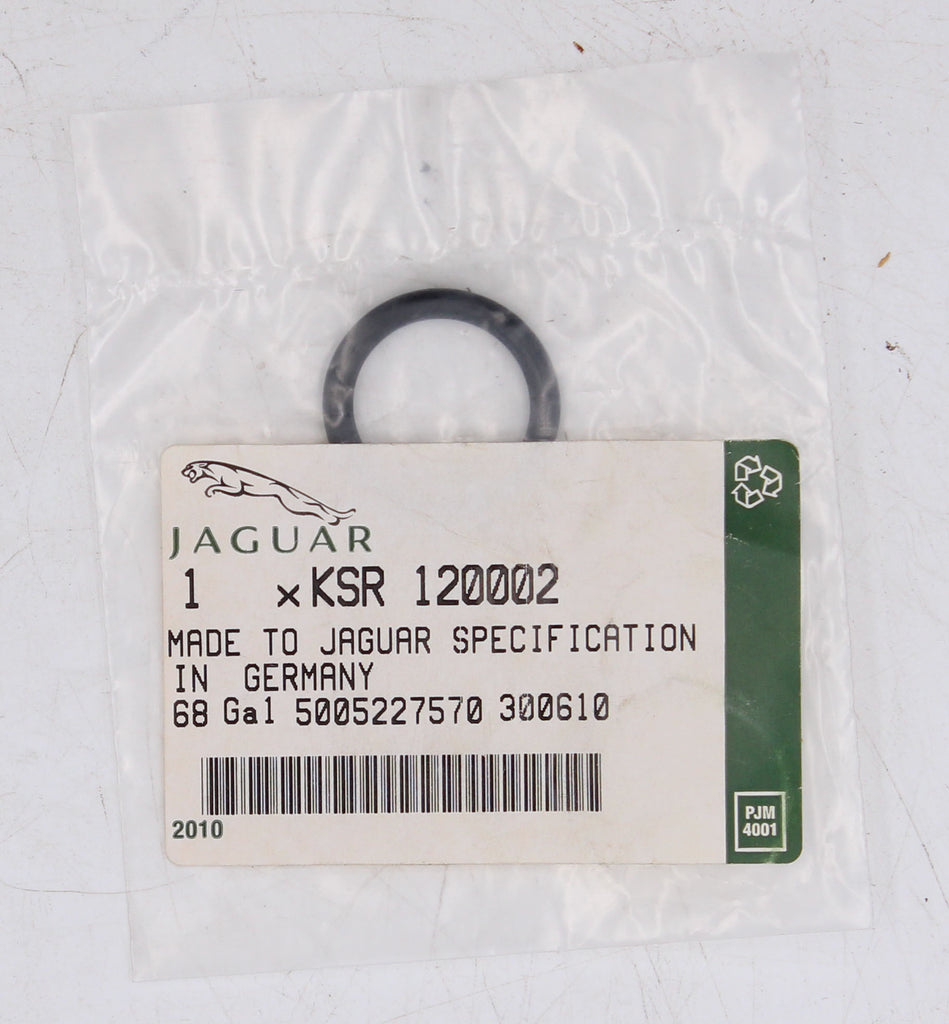 JAGUAR
1 x KSR 120002
MADE TO JAGUAR SPECIFICATION
IN GERMANY
68 Gal 5005227570 300610
2010
PJM
4001